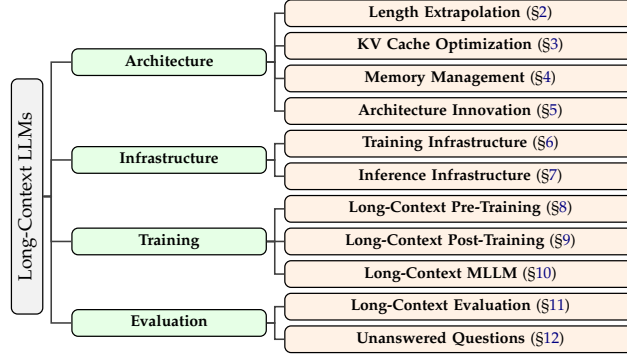 Long-Context LLMs
Architecture
Length Extrapolation (§2)
KV Cache Optimization (§3)
Memory Management (§4)
Architecture Innovation (§5)
Infrastructure
Training Infrastructure (§6)
Inference Infrastructure (§7)
Training
Long-Context Pre-Training (§8)
Long-Context Post-Training (§9)
Long-Context MLLM (§10)
Evaluation
Long-Context Evaluation (§11)
Unanswered Questions (§12)